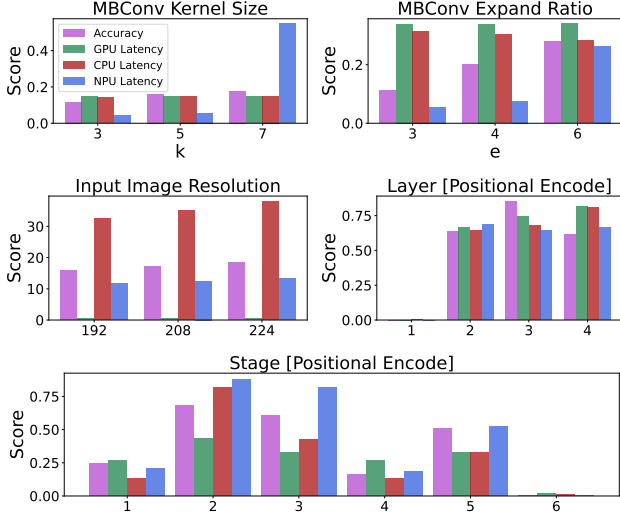 MBConv Kernel Size
Score
0.4
0.2
0.0
Accuracy
GPU Latency
CPU Latency
NPU Latency
3 5 7
k
MBConv Expand Ratio
Score
0.2
0.0
3 4 6
e
Input Image Resolution
Score
30
20
10
0
192 208 224
Layer [Positional Encode]
Score
0.75
0.50
0.25
0.00
1 2 3 4
Stage [Positional Encode]
Score
0.75
0.50
0.25
0.00
1 2 3 4 5 6